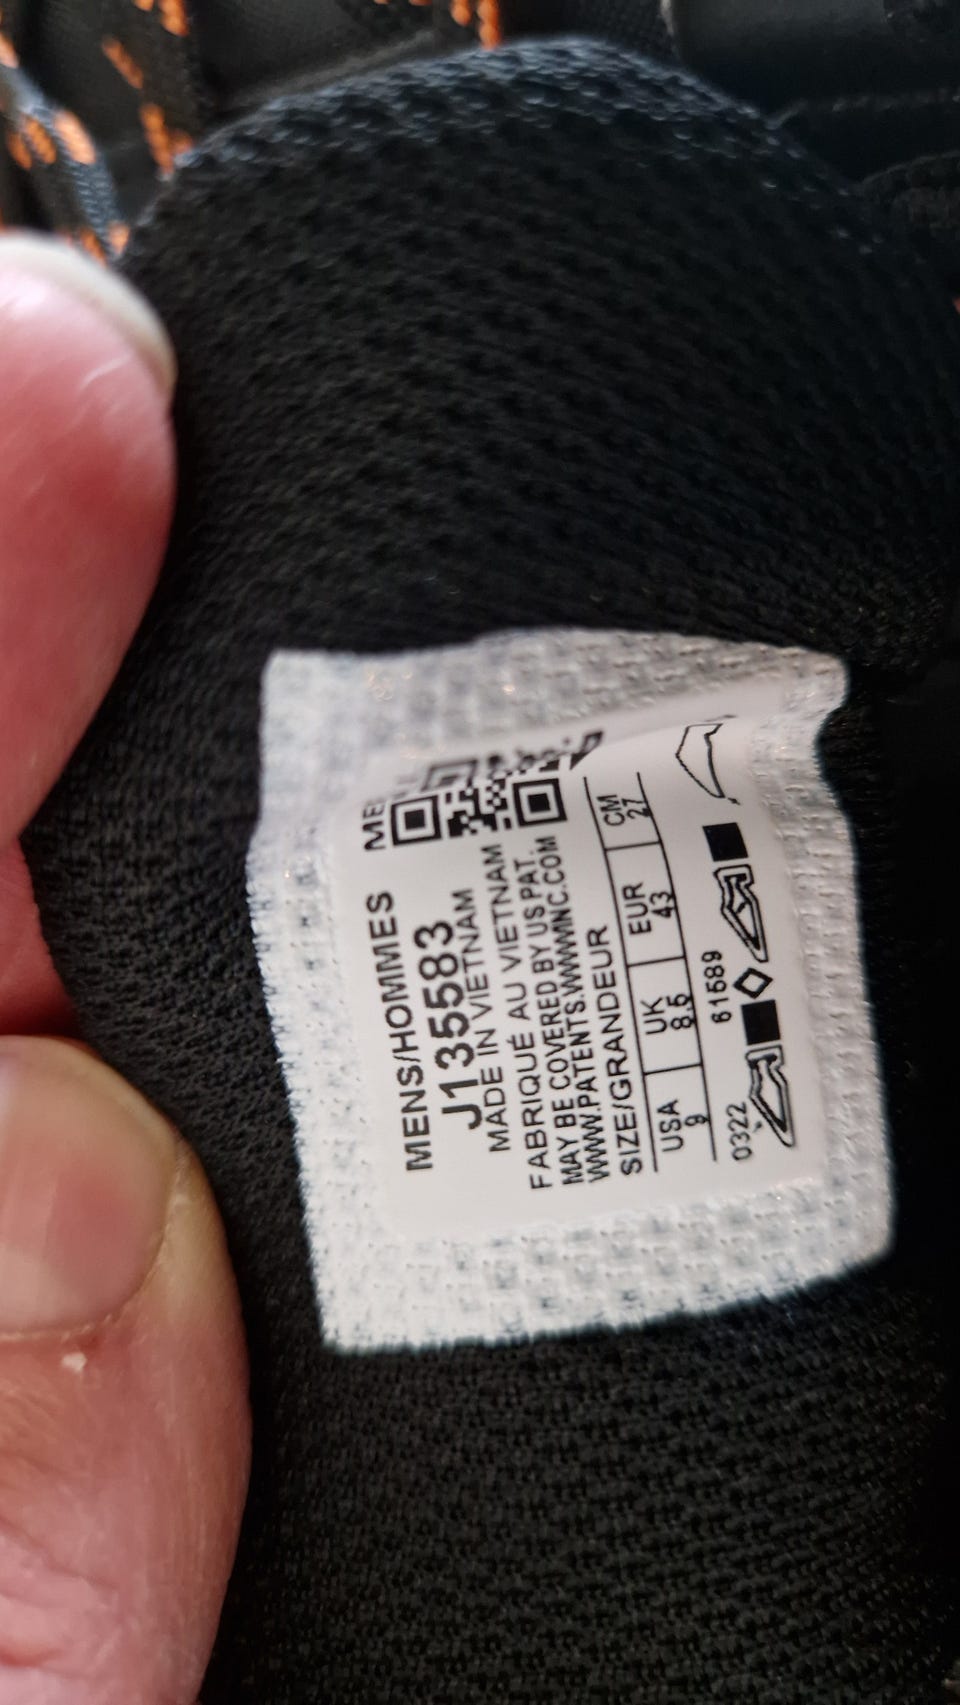 MENS/HOMMES
J135583
MADE IN VIETNAM
FABRIQUÉ AU VIETNAM
MAY BE COVERED BY US PAT.
WWW.PATENTS.WWWINC.COM
SIZE/GRANDEUR
USA UK EUR CM
9 8.5 43 27
0322 61589